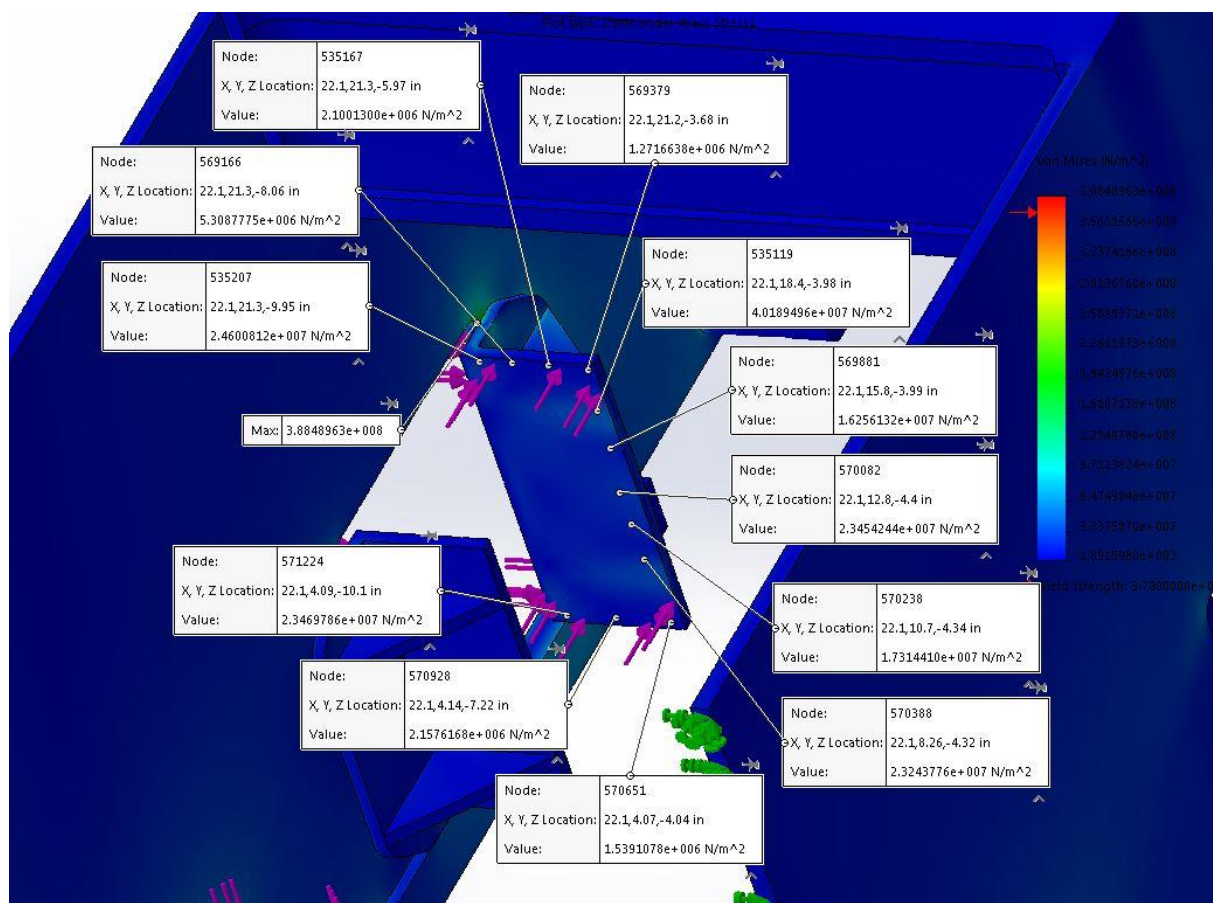 Node: 535167
X, Y, Z Location: 22.1,21.3,-5.97 in
Value: 2.1001300e+006 N/m^2
Node: 569379
X, Y, Z Location: 22.1,21.2,-3.68 in
Value: 1.2716638e+006 N/m^2
Node: 569166
X, Y, Z Location: 22.1,21.3,-8.06 in
Value: 5.3087775e+006 N/m^2
von Mises (N/m^2)
Node: 535207
X, Y, Z Location: 22.1,21.3,-9.95 in
Value: 2.4600812e+007 N/m^2
Node: 535119
X, Y, Z Location: 22.1,18.4,-3.98 in
Value: 4.0189496e+007 N/m^2
Node: 569881
X, Y, Z Location: 22.1,15.8,-3.99 in
Value: 1.6256132e+007 N/m^2
Max: 3.8848963e+008
Node: 570082
X, Y, Z Location: 22.1,12.8,-4.4 in
Value: 2.3454244e+007 N/m^2
Node: 571224
X, Y, Z Location: 22.1,4.09,-10.1 in
Value: 2.3469786e+007 N/m^2
Node: 570238
X, Y, Z Location: 22.1,10.7,-4.34 in
Value: 1.7314410e+007 N/m^2
Node: 570928
X, Y, Z Location: 22.1,4.14,-7.22 in
Value: 2.1576168e+006 N/m^2
Node: 570388
X, Y, Z Location: 22.1,8.26,-4.32 in
Value: 2.3243776e+007 N/m^2
Node: 570651
X, Y, Z Location: 22.1,4.07,-4.04 in
Value: 1.5391078e+006 N/m^2